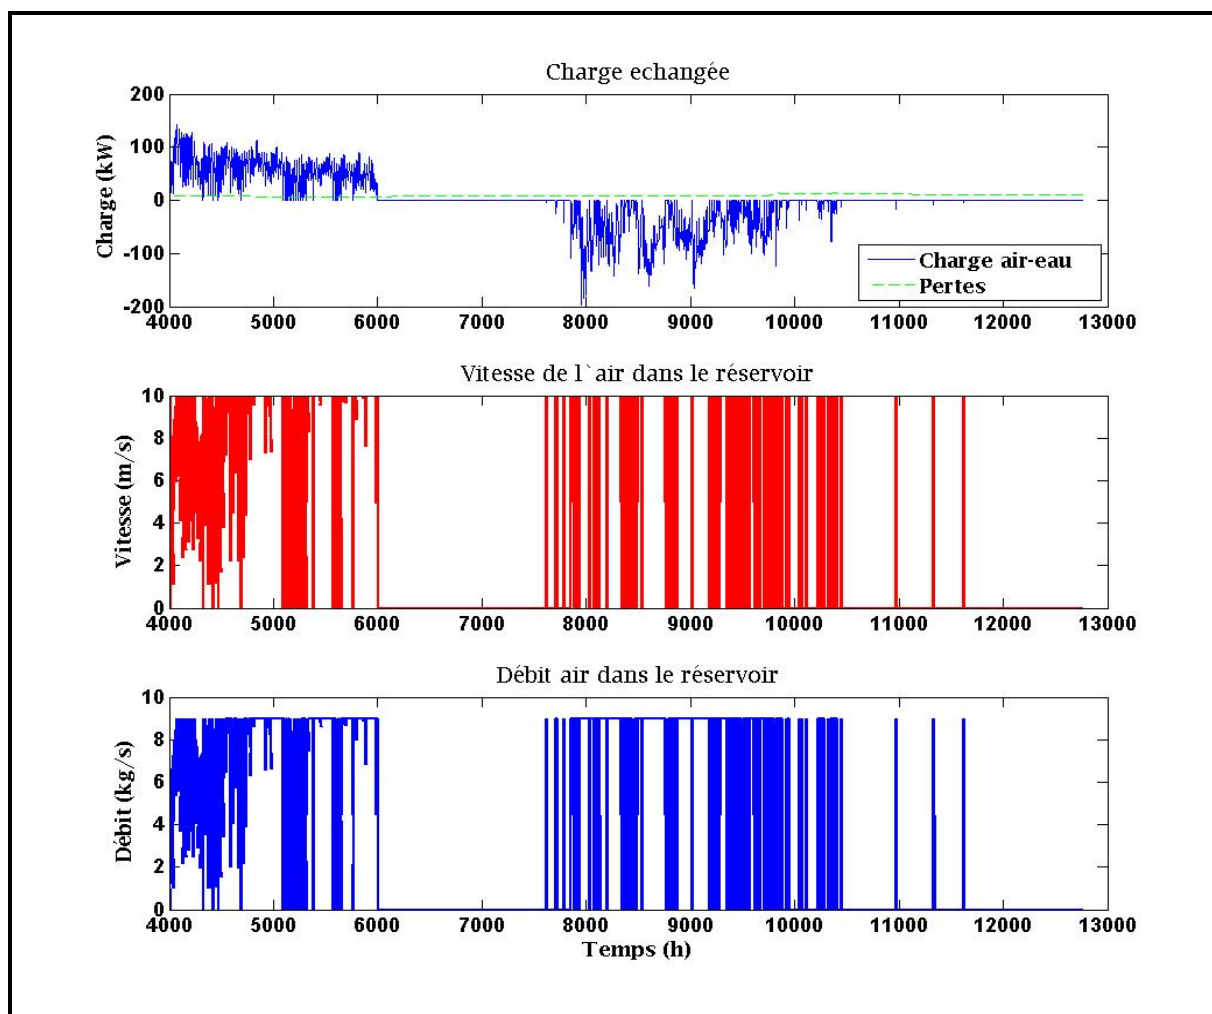 Charge echangée
200
100
0
-100
-200
Charge (kW)
Charge air-eau
Pertes
4000 5000 6000 7000 8000 9000 10000 11000 12000 13000
Vitesse de l`air dans le réservoir
10
8
6
4
2
0
Vitesse (m/s)
4000 5000 6000 7000 8000 9000 10000 11000 12000 13000
Débit air dans le réservoir
10
8
6
4
2
0
Débit (kg/s)
4000 5000 6000 7000 8000 9000 10000 11000 12000 13000
Temps (h)